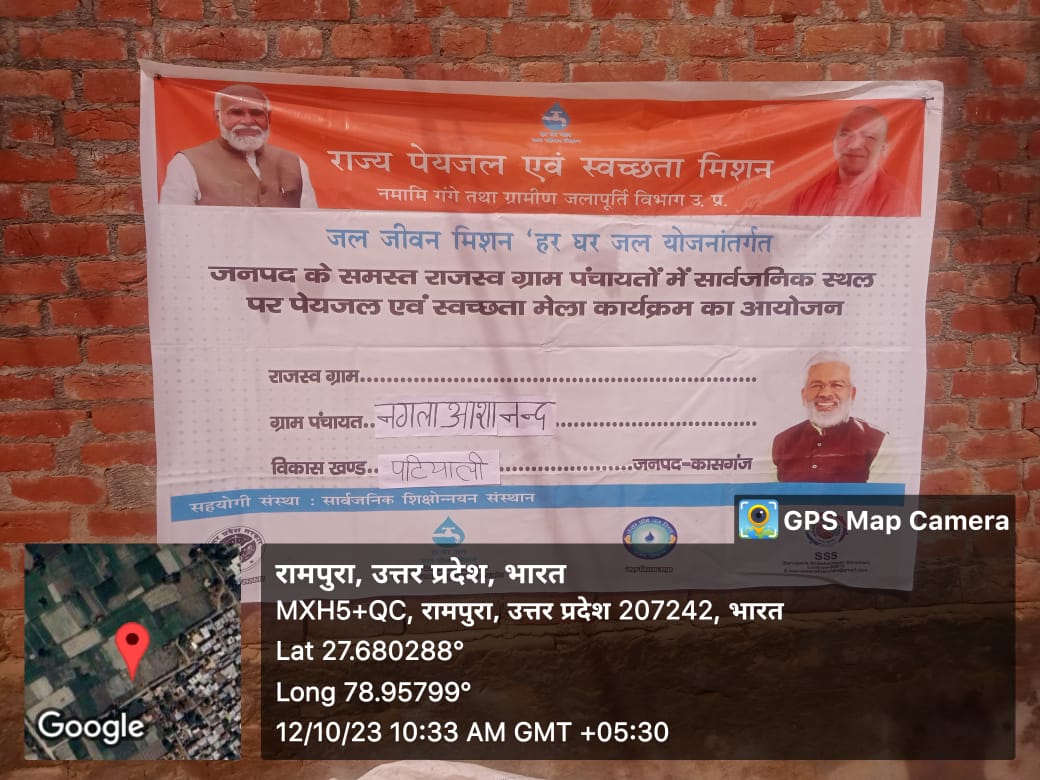 राज्य पेयजल एवं स्वच्छता मिशन
नमामि गंगे तथा ग्रामीण जलापूर्ति विभाग उ. प्र.
जल जीवन मिशन 'हर घर जल योजनांतर्गत
जनपद के समस्त राजस्व ग्राम पंचायतों में सार्वजनिक स्थल
पर पेयजल एवं स्वच्छता मेला कार्यक्रम का आयोजन
राजस्व ग्राम............................................................
ग्राम पंचायत.. नगला आशानन्द ..............................
विकास खण्ड.. पटियाली ....................जनपद-कासगंज
सहयोगी संस्था : सार्वजनिक शिक्षोन्नयन संस्थान
SSS
GPS Map Camera
रामपुरा, उत्तर प्रदेश, भारत
MXH5+QC, रामपुरा, उत्तर प्रदेश 207242, भारत
Lat 27.680288°
Long 78.95799°
12/10/23 10:33 AM GMT +05:30
Google